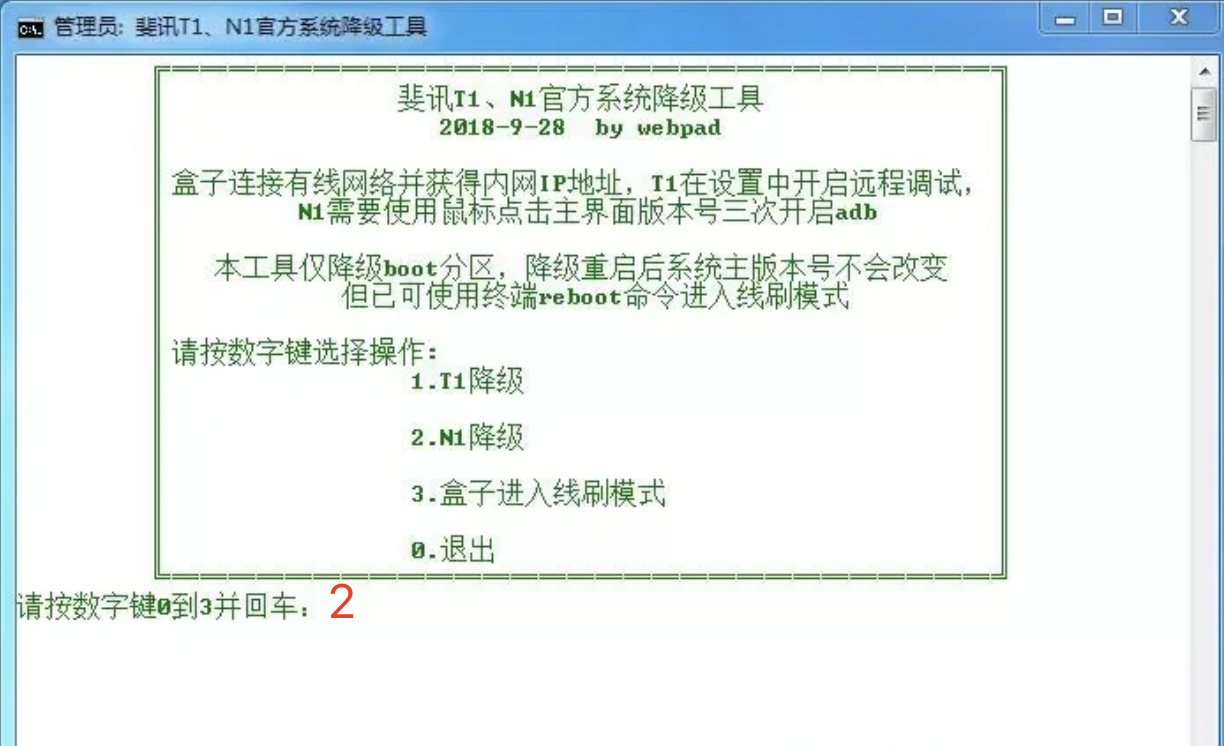 管理员: 斐讯T1、N1官方系统降级工具
斐讯T1、N1官方系统降级工具
2018-9-28 by webpad
盒子连接有线网络并获得内网IP地址，T1在设置中开启远程调试，
N1需要使用鼠标点击主界面版本号三次开启adb
本工具仅降级boot分区，降级重启后系统主版本号不会改变
但已可使用终端reboot命令进入线刷模式
请按数字键选择操作：
1.T1降级
2.N1降级
3.盒子进入线刷模式
0.退出
请按数字键0到3并回车：2